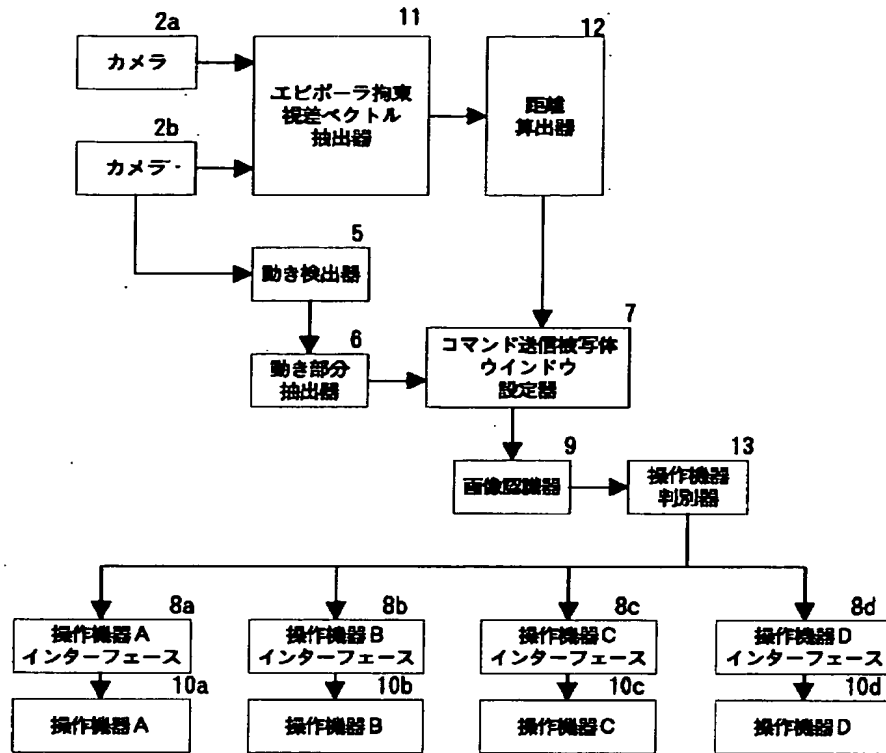 2a
カメラ
2b
カメラ
11
エピポーラ拘束
視差ベクトル
抽出器
12
距離
算出器
5
動き検出器
6
動き部分
抽出器
7
コマンド送信被写体
ウインドウ
設定器
9
画像認識器
13
操作機器
判別器
8a
操作機器A
インターフェース
8b
操作機器B
インターフェース
8c
操作機器C
インターフェース
8d
操作機器D
インターフェース
10a
操作機器A
10b
操作機器B
10c
操作機器C
10d
操作機器D